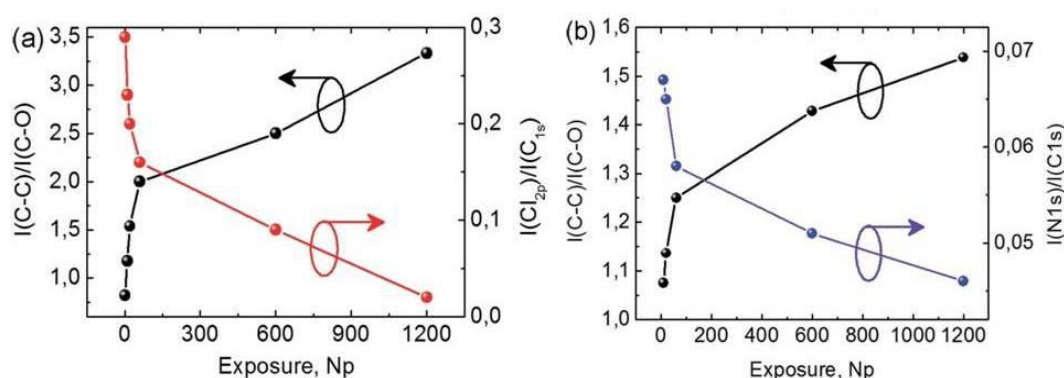 (a)
3,5
3,0
2,5
2,0
1,5
1,0
I(C-C)/I(C-O)
0,3
0,2
0,1
0,0
I(Cl2p)/I(C1s)
0 300 600 900 1200
Exposure, Np
(b)
1,6
1,5
1,4
1,3
1,2
1,1
1,0
I(C-C)/I(C-O)
0,07
0,06
0,05
I(N1s)/I(C1s)
0 200 400 600 800 1000 1200
Exposure, Np